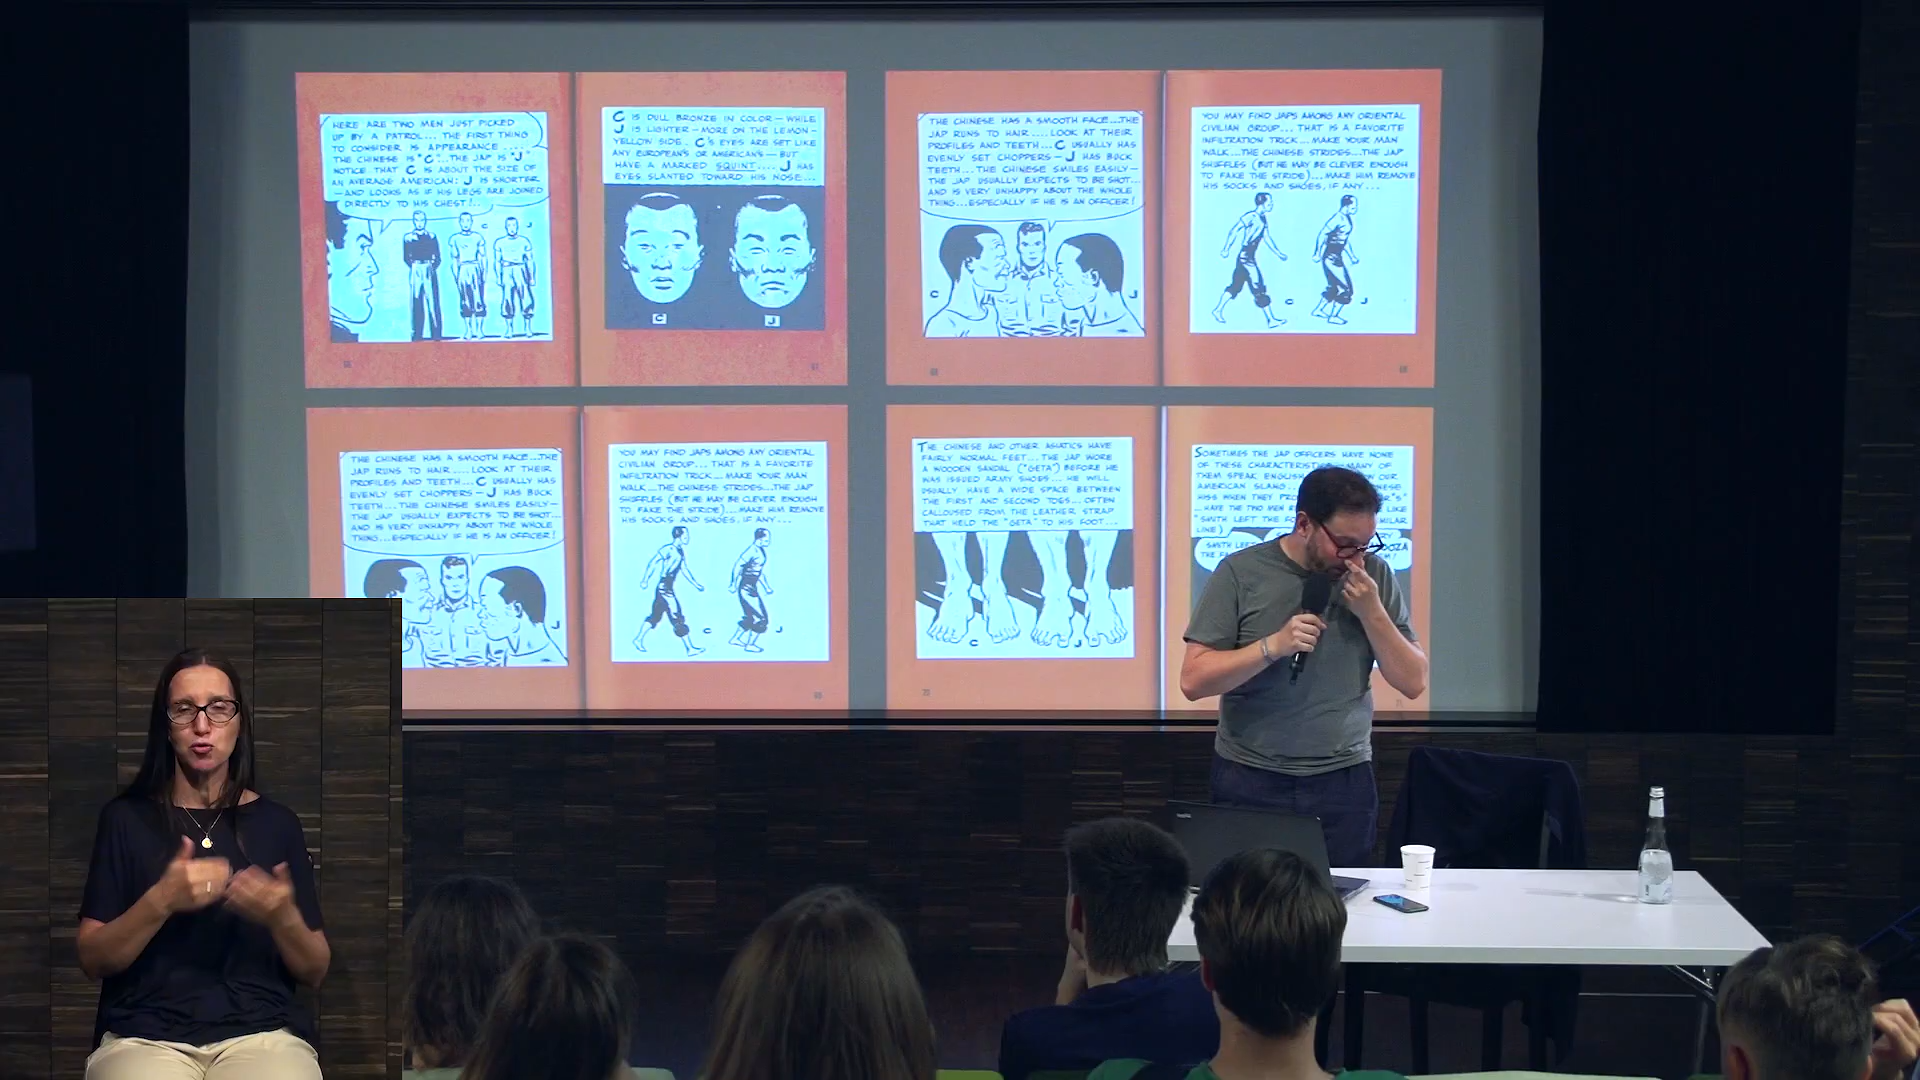 HERE ARE TWO MEN JUST PICKED
UP BY A PATROL... THE FIRST THING
TO CONSIDER IS APPEARANCE ....
THE CHINESE IS "C"... THE JAP IS "J"
NOTICE THAT C IS ABOUT THE SIZE OF
AN AVERAGE AMERICAN: J IS SHORTER
—AND LOOKS AS IF HIS LEGS ARE JOINED
DIRECTLY TO HIS CHEST!..
C
J
C IS DULL BRONZE IN COLOR — WHILE
J IS LIGHTER — MORE ON THE LEMON-
YELLOW SIDE. C'S EYES ARE SET LIKE
ANY EUROPEAN'S OR AMERICAN'S — BUT
HAVE A MARKED SQUINT.... J HAS
EYES SLANTED TOWARD HIS NOSE...
C
J
THE CHINESE HAS A SMOOTH FACE...THE
JAP RUNS TO HAIR .... LOOK AT THEIR
PROFILES AND TEETH... C USUALLY HAS
EVENLY SET CHOPPERS — J HAS BUCK
TEETH... THE CHINESE SMILES EASILY —
THE JAP USUALLY EXPECTS TO BE SHOT...
AND IS VERY UNHAPPY ABOUT THE WHOLE
THING...ESPECIALLY IF HE IS AN OFFICER!
C
J
YOU MAY FIND JAPS AMONG ANY ORIENTAL
CIVILIAN GROUP... THAT IS A FAVORITE
INFILTRATION TRICK... MAKE YOUR MAN
WALK... THE CHINESE STRIDES...THE JAP
SHUFFLES (BUT HE MAY BE CLEVER ENOUGH
TO FAKE THE STRIDE)... MAKE HIM REMOVE
HIS SOCKS AND SHOES, IF ANY...
C
J
THE CHINESE HAS A SMOOTH FACE...THE
JAP RUNS TO HAIR .... LOOK AT THEIR
PROFILES AND TEETH... C USUALLY HAS
EVENLY SET CHOPPERS — J HAS BUCK
TEETH... THE CHINESE SMILES EASILY —
THE JAP USUALLY EXPECTS TO BE SHOT...
AND IS VERY UNHAPPY ABOUT THE WHOLE
THING...ESPECIALLY IF HE IS AN OFFICER!
J
YOU MAY FIND JAPS AMONG ANY ORIENTAL
CIVILIAN GROUP... THAT IS A FAVORITE
INFILTRATION TRICK... MAKE YOUR MAN
WALK... THE CHINESE STRIDES...THE JAP
SHUFFLES (BUT HE MAY BE CLEVER ENOUGH
TO FAKE THE STRIDE)... MAKE HIM REMOVE
HIS SOCKS AND SHOES, IF ANY...
C
J
THE CHINESE AND OTHER ASIATICS HAVE
FAIRLY NORMAL FEET... THE JAP WORE
A WOODEN SANDAL ("GETA") BEFORE HE
WAS ISSUED ARMY SHOES... HE WILL
USUALLY HAVE A WIDE SPACE BETWEEN
THE FIRST AND SECOND TOES... OFTEN
CALLOUSED FROM THE LEATHER STRAP
THAT HELD THE "GETA" TO HIS FOOT...
C
J
SOMETIMES THE JAP OFFICERS HAVE NONE
OF THESE MANY OF
THEM SPEAK ENGLISH OUR
AMERICAN SLANG...
HISS WHEN THEY "S"
...HAVE THE TWO MEN LIKE
"SMITH LEFT THE
LINE)
SMITH LEFT
THE